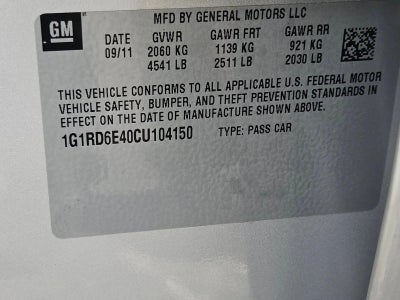 MFD BY GENERAL MOTORS LLC
GM
DATE GVWR GAWR FRT GAWR RR
09/11 2060 KG 1139 KG 921 KG
4541 LB 2511 LB 2030 LB
THIS VEHICLE CONFORMS TO ALL APPLICABLE U.S. FEDERAL MOTOR
VEHICLE SAFETY, BUMPER, AND THEFT PREVENTION STANDARDS IN
EFFECT ON THE DATE OF MANUFACTURE SHOWN ABOVE.
1G1RD6E40CU104150 TYPE: PASS CAR